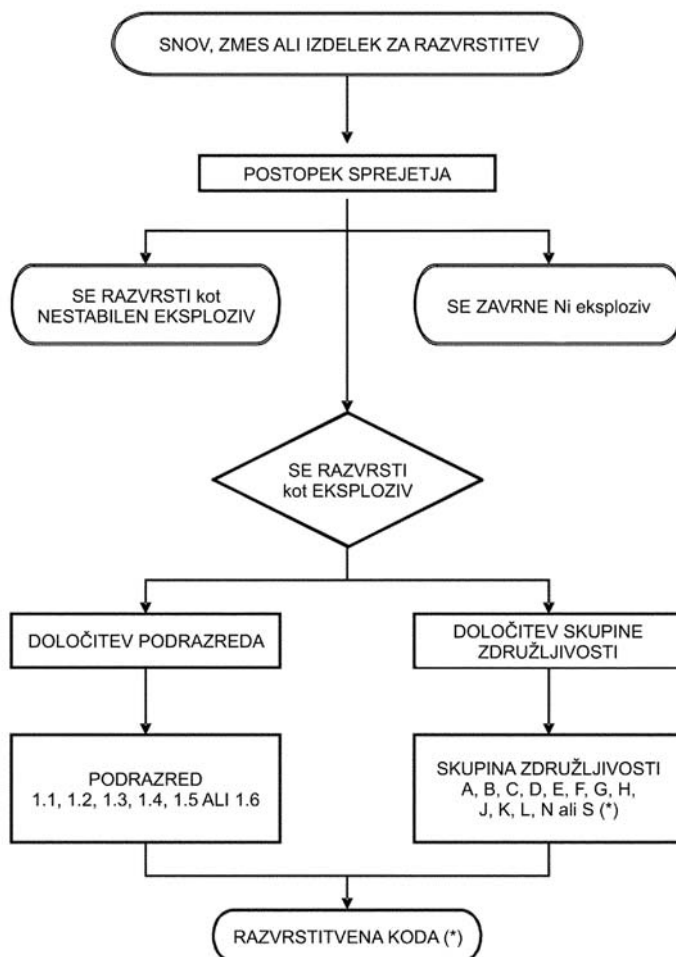 SNOV, ZMES ALI IZDELEK ZA RAZVRSTITEV
POSTOPEK SPREJETJA
SE RAZVRSTI kot
NESTABILEN EKSPLOZIV
SE ZAVRNE Ni eksploziv
SE RAZVRSTI
kot EKSPLOZIV
DOLOČITEV PODRAZREDA
DOLOČITEV SKUPINE
ZDRUŽLJIVOSTI
PODRAZRED
1.1, 1.2, 1.3, 1.4, 1.5 ALI 1.6
SKUPINA ZDRUŽLJIVOSTI
A, B, C, D, E, F, G, H,
J, K, L, N ali S (*)
RAZVRSTITVENA KODA (*)